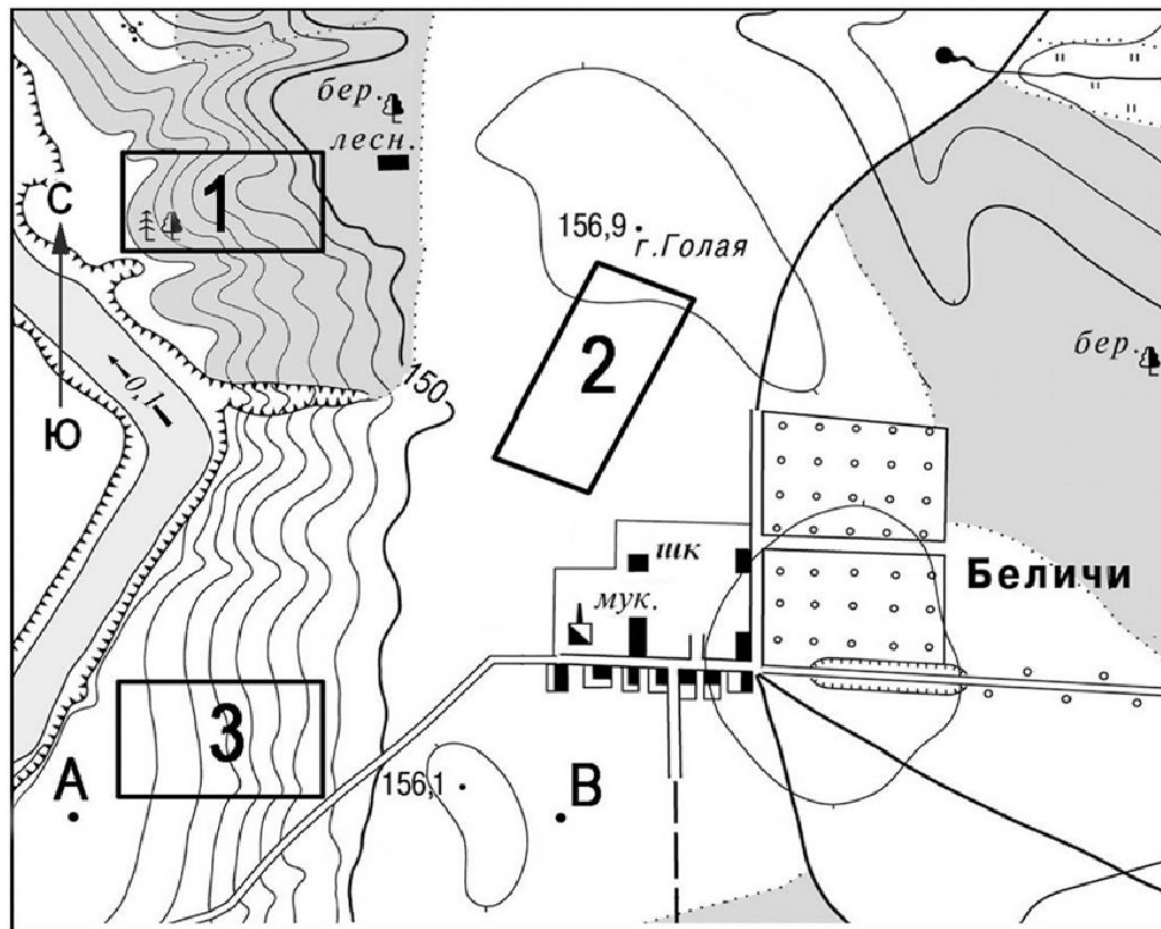 бер.
лесн.
С
1
156,9
г.Голая
Ю
0,1
150
2
бер.
шк
мук.
Беличи
3
А
156,1
В